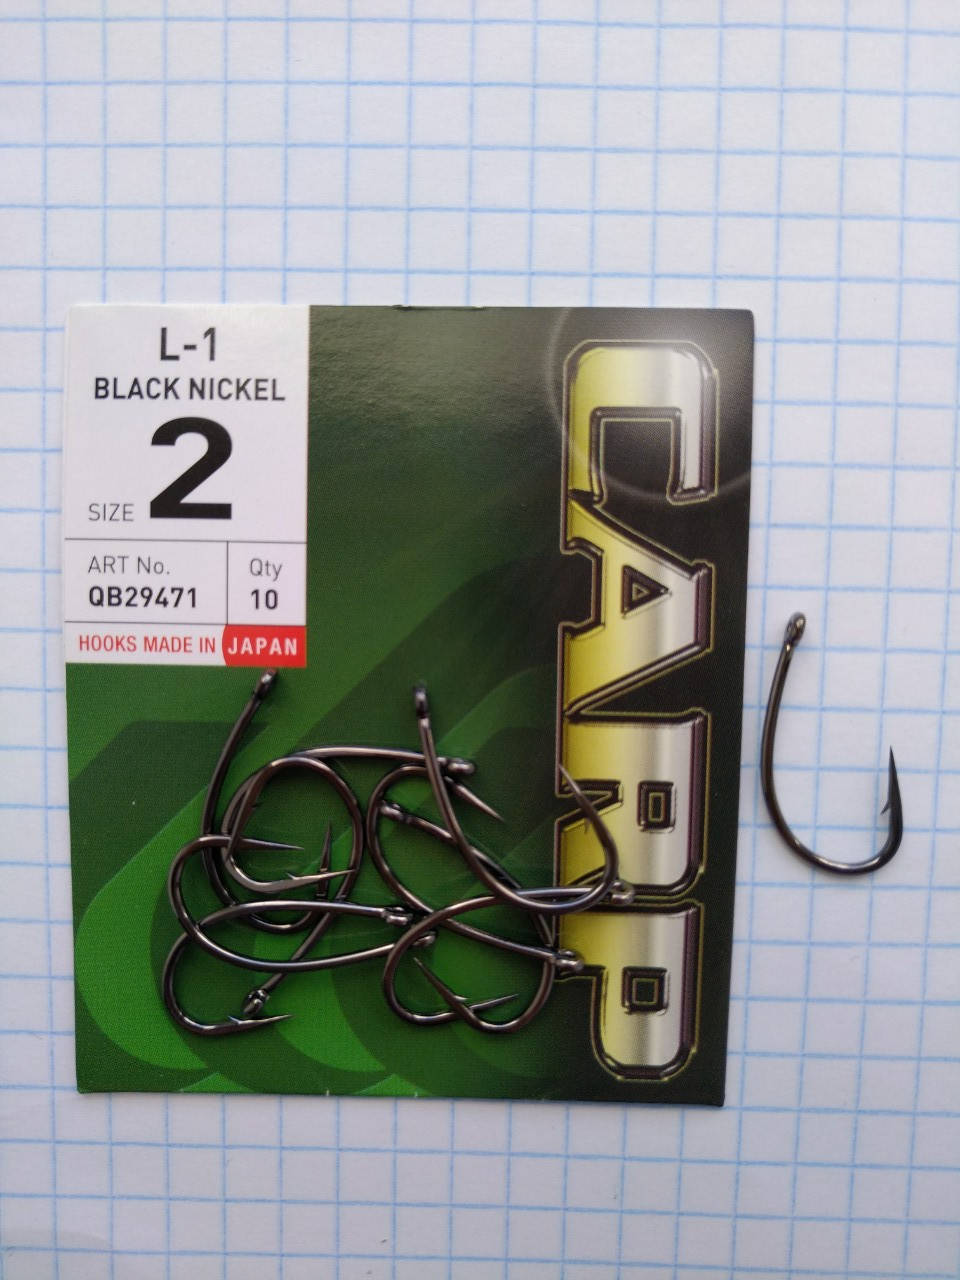 L-1
BLACK NICKEL
SIZE 2
ART No.
QB29471
Qty
10
HOOKS MADE IN JAPAN
CARP